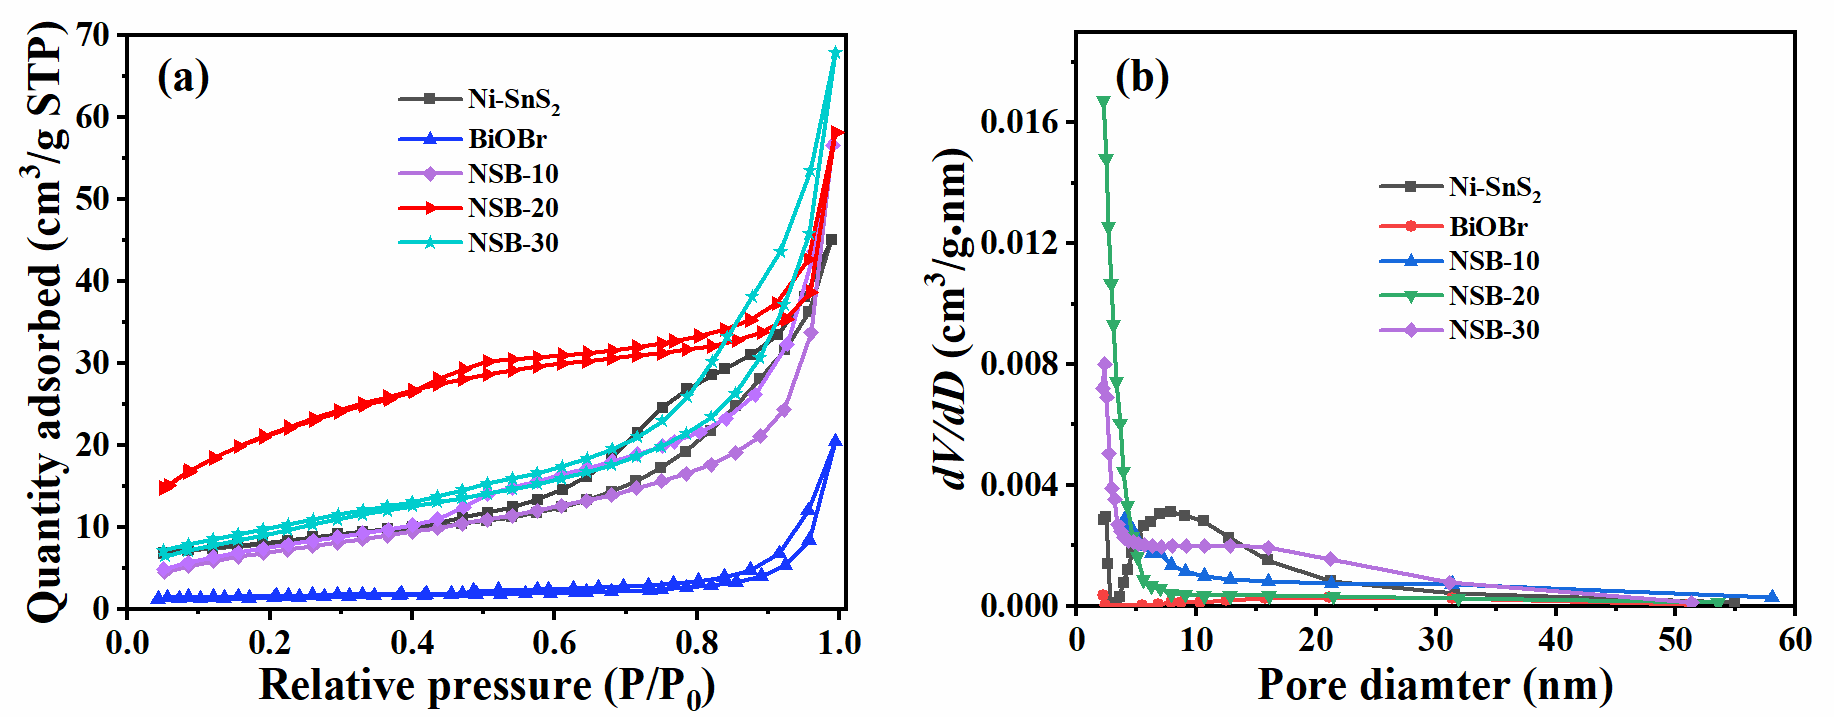 (a)
Quantity adsorbed (cm³/g STP)
70
60
50
40
30
20
10
0
Ni-SnS₂
BiOBr
NSB-10
NSB-20
NSB-30
0.0 0.2 0.4 0.6 0.8 1.0
Relative pressure (P/P₀)
(b)
dV/dD (cm³/g·nm)
0.016
0.012
0.008
0.004
0.000
Ni-SnS₂
BiOBr
NSB-10
NSB-20
NSB-30
0 10 20 30 40 50 60
Pore diamter (nm)